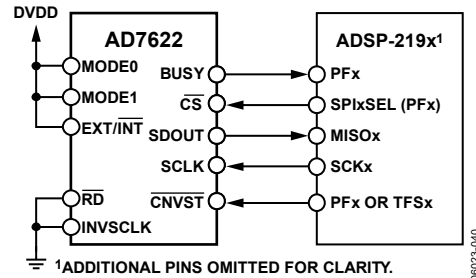 DVDD
AD7622
ADSP-219x¹
MODE0
BUSY
PFx
MODE1
CS
SPIxSEL (PFx)
EXT/INT
SDOUT
MISOx
SCLK
SCKx
RD
CNVST
PFx OR TFSx
INVSCLK
¹ADDITIONAL PINS OMITTED FOR CLARITY.